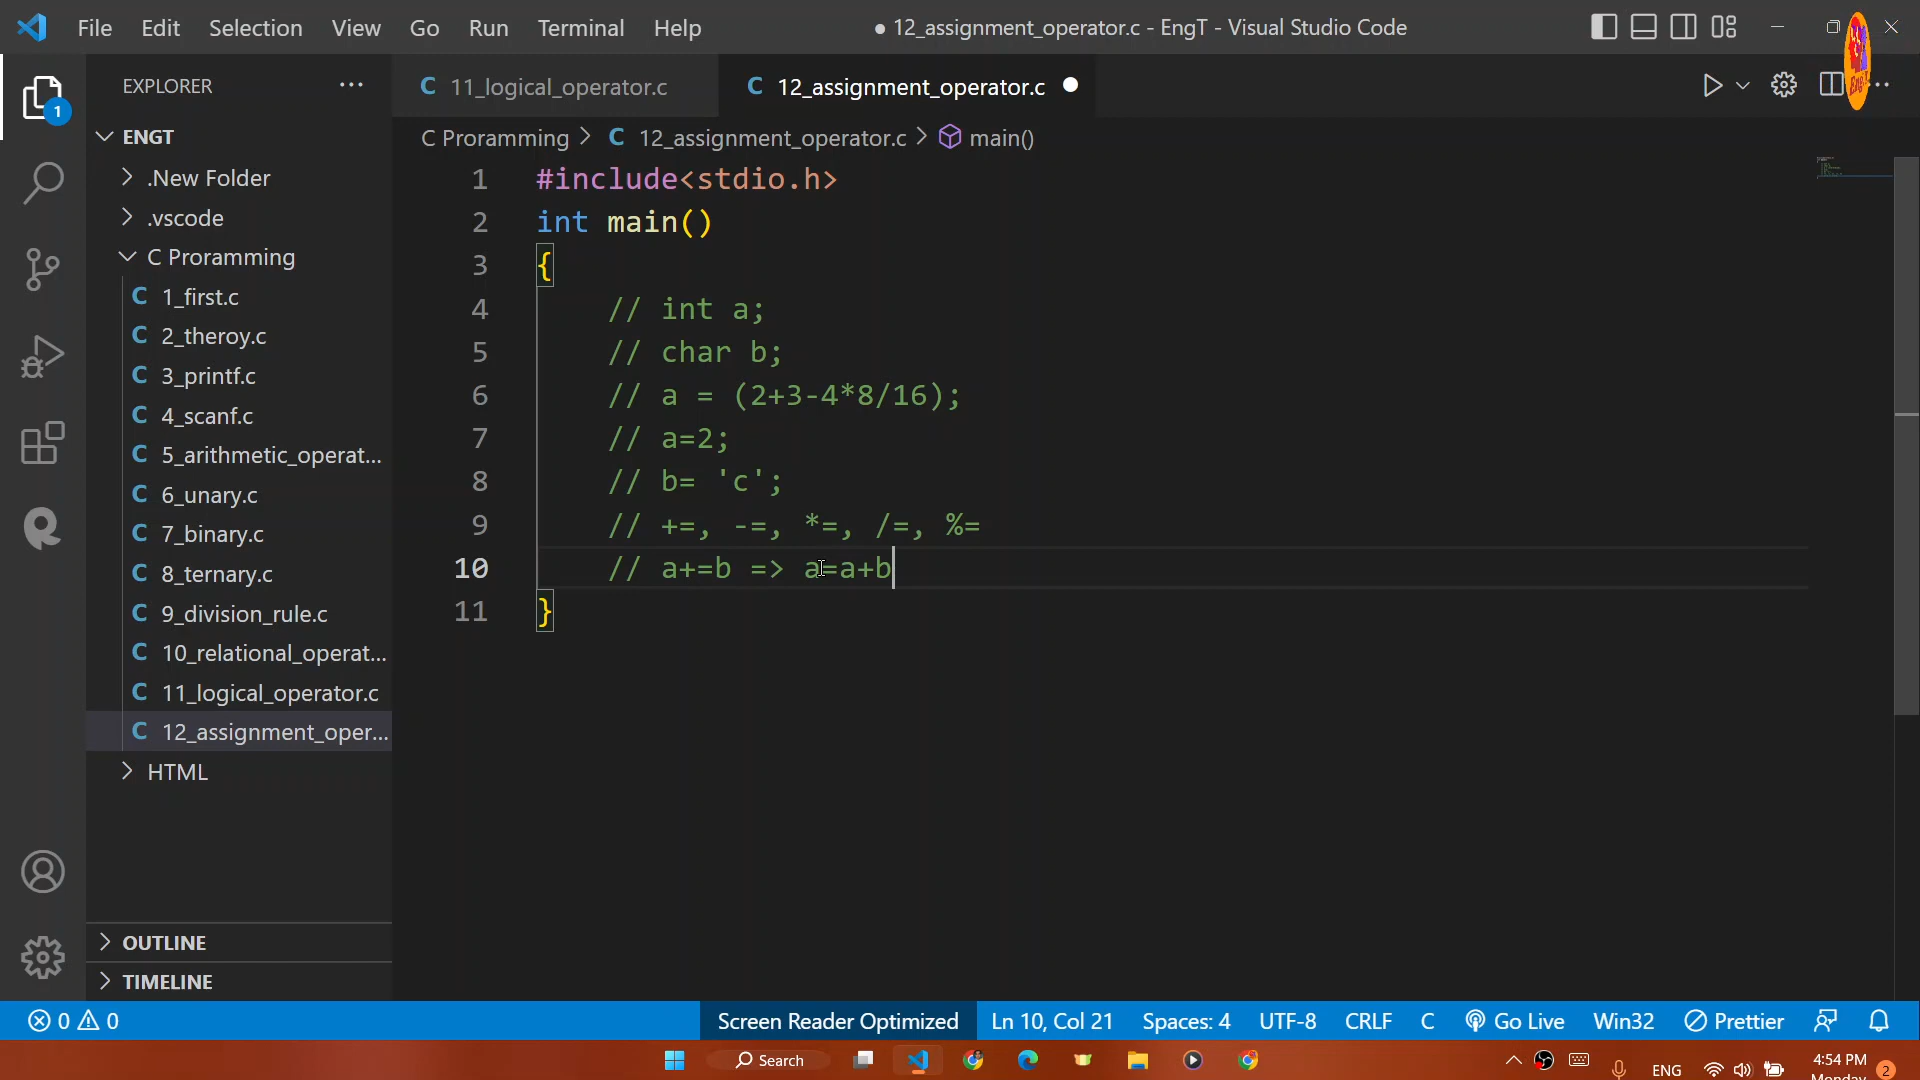 File Edit Selection View Go Run Terminal Help
● 12_assignment_operator.c - EngT - Visual Studio Code
EXPLORER
11_logical_operator.c
12_assignment_operator.c
C Proramming > C 12_assignment_operator.c > main()
ENGT
.New Folder
.vscode
C Proramming
C 1_first.c
C 2_theroy.c
C 3_printf.c
C 4_scanf.c
C 5_arithmetic_operat...
C 6_unary.c
C 7_binary.c
C 8_ternary.c
C 9_division_rule.c
C 10_relational_operat...
C 11_logical_operator.c
C 12_assignment_oper...
HTML
OUTLINE
TIMELINE
1 #include<stdio.h>
2 int main()
3 {
4 // int a;
5 // char b;
6 // a = (2+3-4*8/16);
7 // a=2;
8 // b= 'c';
9 // +=, -=, *=, /=, %=
10 // a+=b => a=a+b
11 }
0 0
Screen Reader Optimized
Ln 10, Col 21
Spaces: 4
UTF-8
CRLF
C
Go Live
Win32
Prettier
Search
ENG
4:54 PM
Monday
2
1